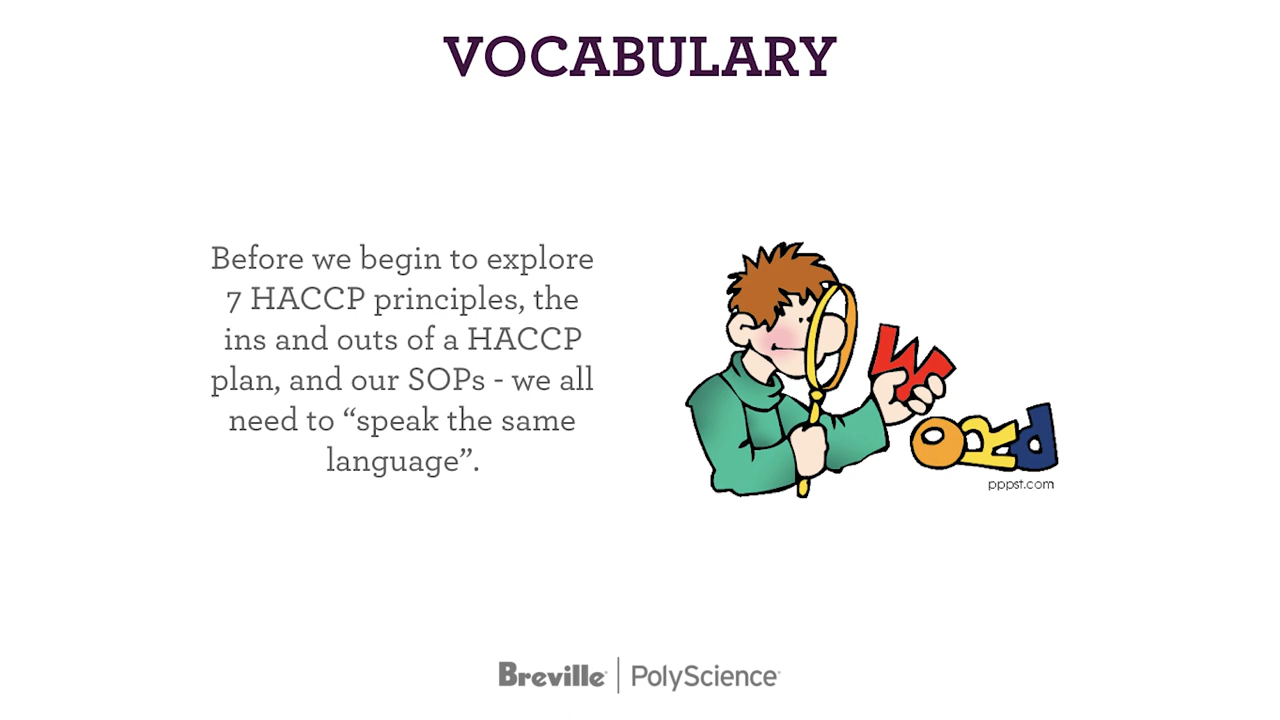 VOCABULARY
Before we begin to explore
7 HACCP principles, the
ins and outs of a HACCP
plan, and our SOPs - we all
need to “speak the same
language”.
W
ORD
pppst.com
Breville | PolyScience